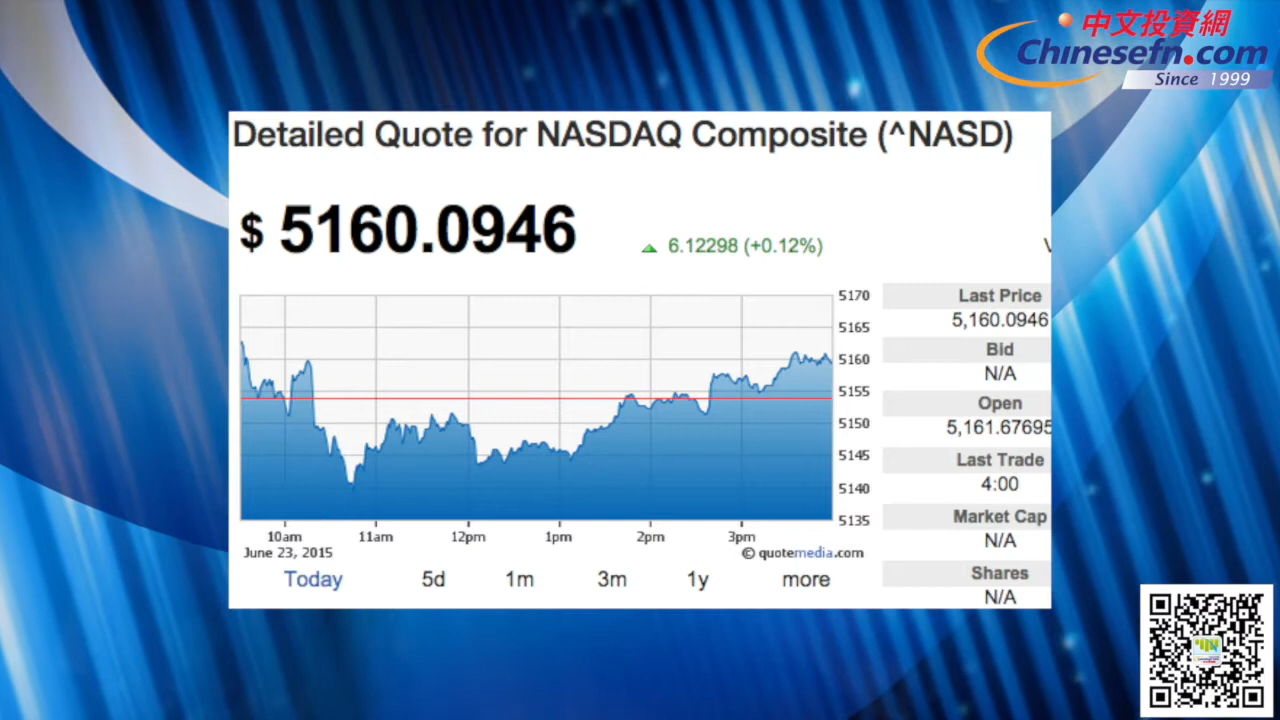 中文投資網
Chinesefn.com
Since 1999
Detailed Quote for NASDAQ Composite (^NASD)
$ 5160.0946
6.12298 (+0.12%)
5170
5165
5160
5155
5150
5145
5140
5135
10am 11am 12pm 1pm 2pm 3pm
June 23, 2015
© quotemedia.com
Today 5d 1m 3m 1y more
Last Price
5,160.0946
Bid
N/A
Open
5,161.67695
Last Trade
4:00
Market Cap
N/A
Shares
N/A